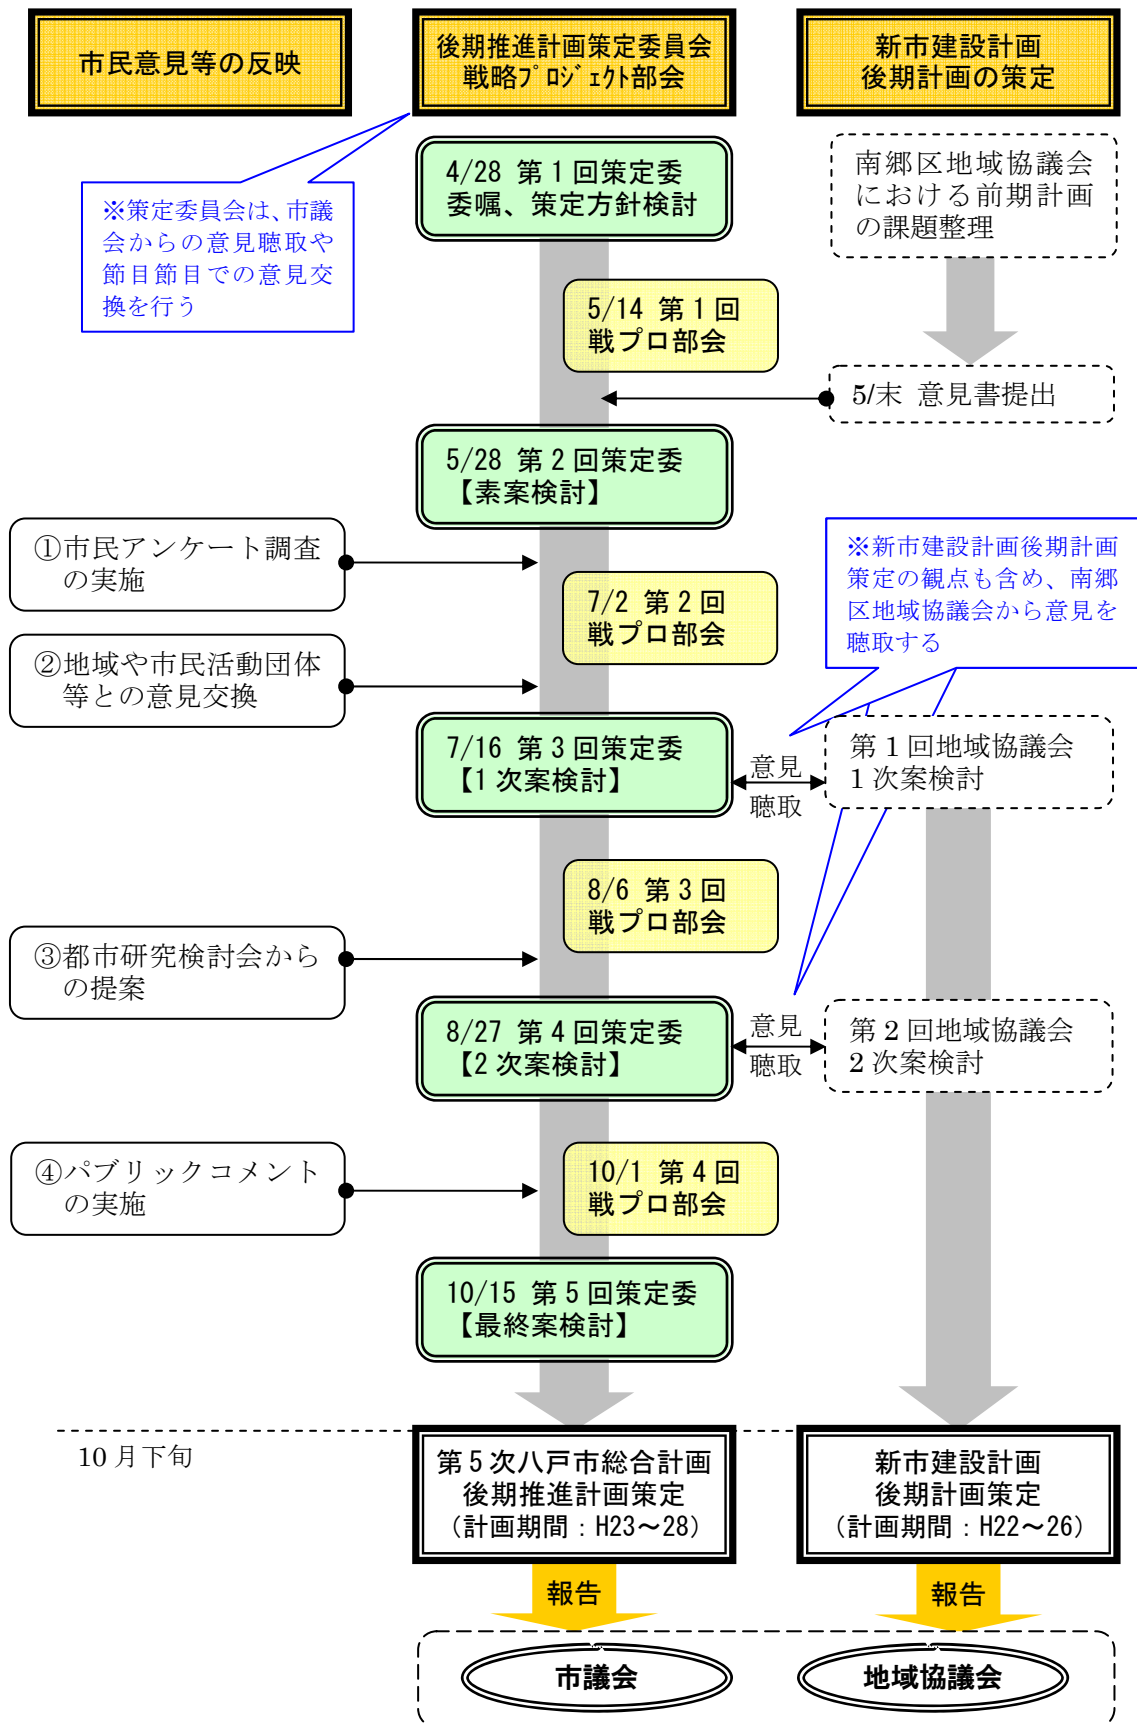 市民意見等の反映
後期推進計画策定委員会
戦略ﾌﾟﾛｼﾞｪｸﾄ部会
新市建設計画
後期計画の策定
4/28 第1回策定委
委嘱、策定方針検討
南郷区地域協議会
における前期計画
の課題整理
※策定委員会は、市議
会からの意見聴取や
節目節目での意見交
換を行う
5/14 第1回
戦プロ部会
5/末 意見書提出
5/28 第2回策定委
【素案検討】
①市民アンケート調査
の実施
※新市建設計画後期計画
策定の観点も含め、南郷
区地域協議会から意見を
聴取する
7/2 第2回
戦プロ部会
②地域や市民活動団体
等との意見交換
7/16 第3回策定委
【1次案検討】
意見
聴取
第1回地域協議会
1次案検討
8/6 第3回
戦プロ部会
③都市研究検討会から
の提案
8/27 第4回策定委
【2次案検討】
意見
聴取
第2回地域協議会
2次案検討
④パブリックコメント
の実施
10/1 第4回
戦プロ部会
10/15 第5回策定委
【最終案検討】
10月下旬
第5次八戸市総合計画
後期推進計画策定
（計画期間：H23～28）
新市建設計画
後期計画策定
（計画期間：H22～26）
報告
報告
市議会
地域協議会